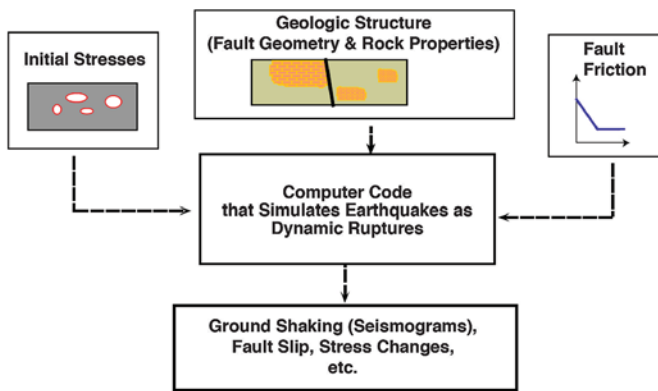 Initial Stresses
Geologic Structure
(Fault Geometry & Rock Properties)
Fault
Friction
Computer Code
that Simulates Earthquakes as
Dynamic Ruptures
Ground Shaking (Seismograms),
Fault Slip, Stress Changes,
etc.